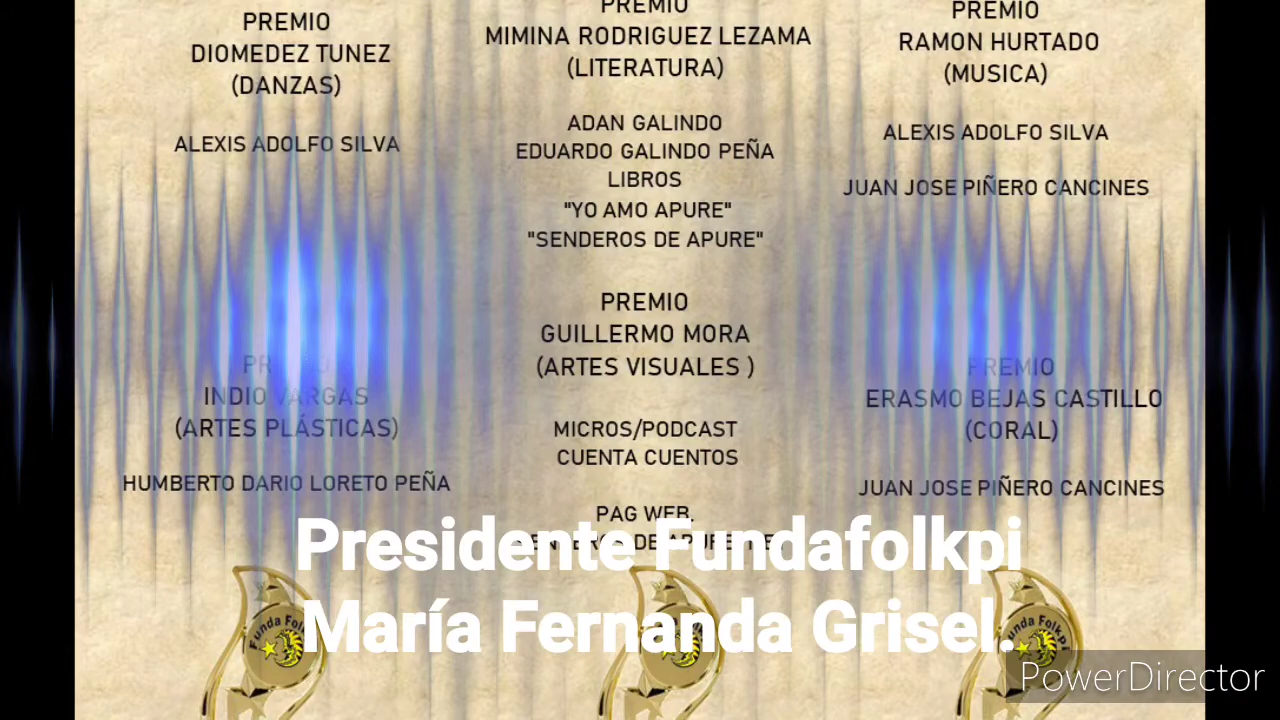 PREMIO
DIOMEDEZ TUNEZ
(DANZAS)
ALEXIS ADOLFO SILVA
PREMIO
MIMINA RODRIGUEZ LEZAMA
(LITERATURA)
ADAN GALINDO
EDUARDO GALINDO PEÑA
LIBROS
"YO AMO APURE"
"SENDEROS DE APURE"
PREMIO
RAMON HURTADO
(MUSICA)
ALEXIS ADOLFO SILVA
JUAN JOSE PIÑERO CANCINES
PREMIO
INDIO VARGAS
(ARTES PLÁSTICAS)
HUMBERTO DARIO LORETO PEÑA
PREMIO
GUILLERMO MORA
(ARTES VISUALES )
MICROS/PODCAST
CUENTA CUENTOS
PAG WEB.
PREMIO
ERASMO BEJAS CASTILLO
(CORAL)
JUAN JOSE PIÑERO CANCINES
Presidente Fundafolkpi
María Fernanda Grisel.
Funda Folkpi
PowerDirector